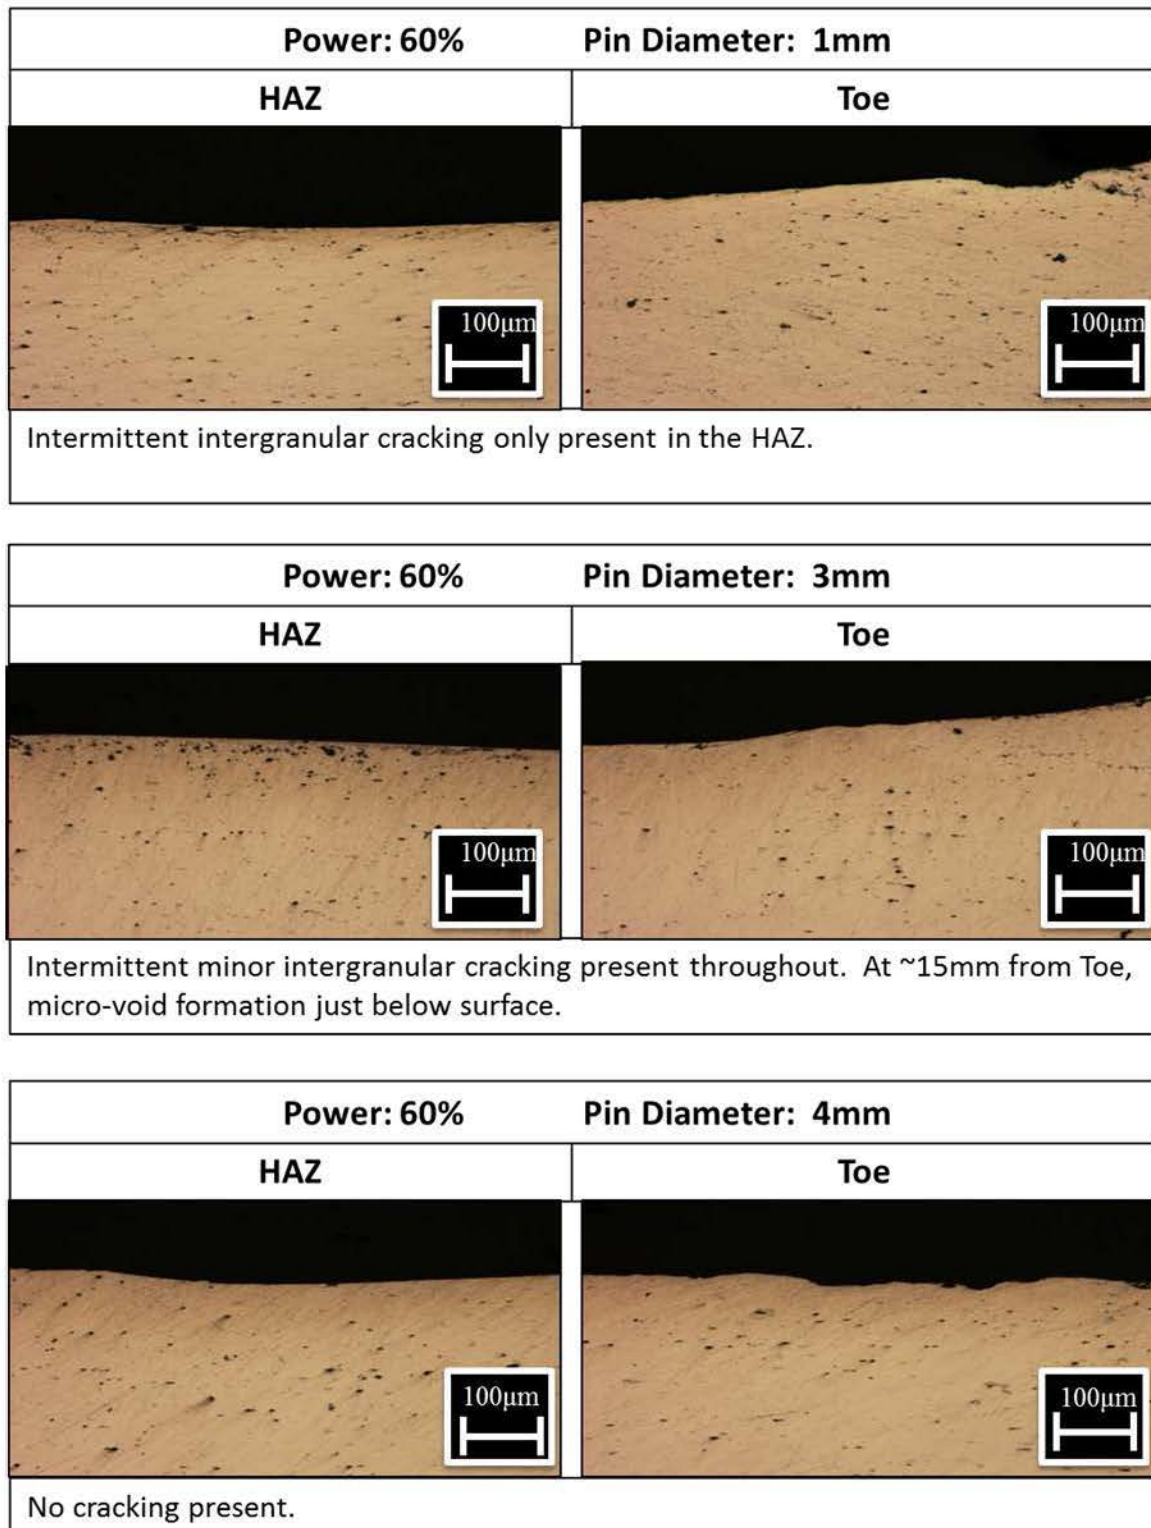 Power: 60% Pin Diameter: 1mm
HAZ Toe
100μm 100μm
Intermittent intergranular cracking only present in the HAZ.
Power: 60% Pin Diameter: 3mm
HAZ Toe
100μm 100μm
Intermittent minor intergranular cracking present throughout. At ~15mm from Toe,
micro-void formation just below surface.
Power: 60% Pin Diameter: 4mm
HAZ Toe
100μm 100μm
No cracking present.